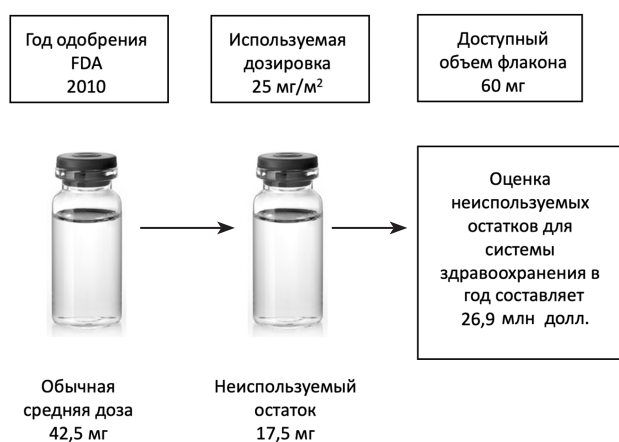 Год одобрения
FDA
2010
Используемая
дозировка
25 мг/м²
Доступный
объем флакона
60 мг
Оценка
неиспользуемых
остатков для
системы
здравоохранения в
год составляет
26,9 млн долл.
Обычная
средняя доза
42,5 мг
Неиспользуемый
остаток
17,5 мг